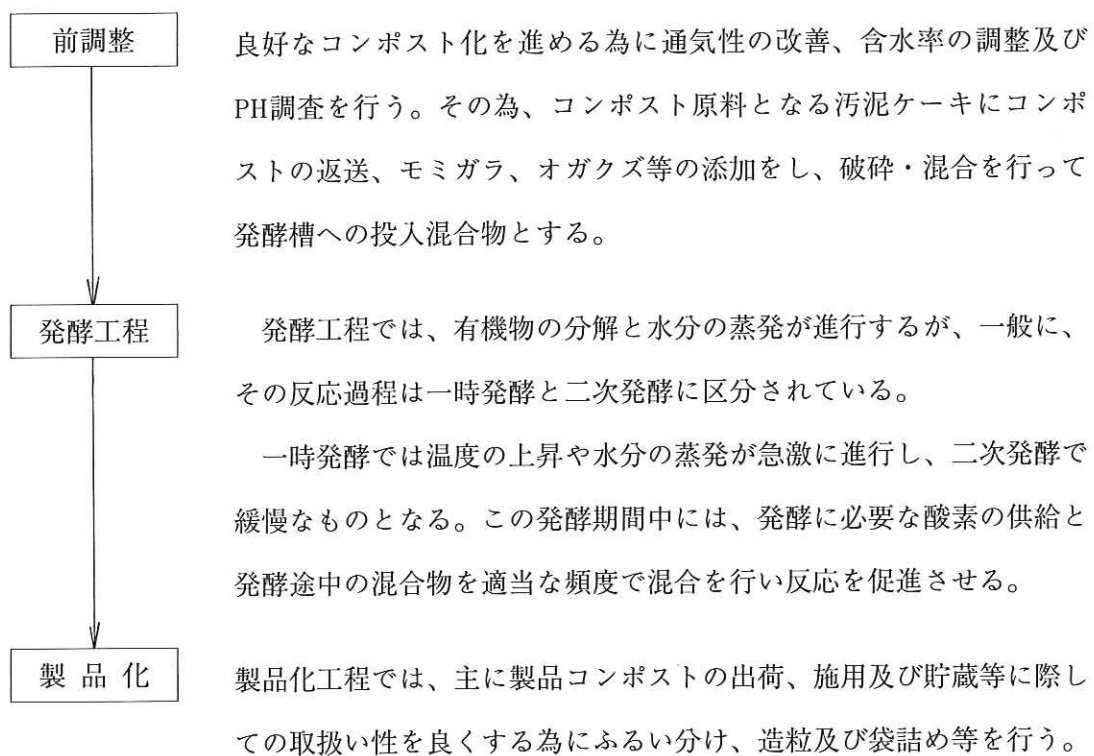 前調整
良好なコンポスト化を進める為に通気性の改善、含水率の調整及び
PH調査を行う。その為、コンポスト原料となる汚泥ケーキにコンポ
ストの返送、モミガラ、オガクズ等の添加をし、破砕・混合を行って
発酵槽への投入混合物とする。
発酵工程
発酵工程では、有機物の分解と水分の蒸発が進行するが、一般に、
その反応過程は一時発酵と二次発酵に区分されている。
一時発酵では温度の上昇や水分の蒸発が急激に進行し、二次発酵で
緩慢なものとなる。この発酵期間中には、発酵に必要な酸素の供給と
発酵途中の混合物を適当な頻度で混合を行い反応を促進させる。
製品化
製品化工程では、主に製品コンポストの出荷、施用及び貯蔵等に際し
ての取扱い性を良くする為にふるい分け、造粒及び袋詰め等を行う。